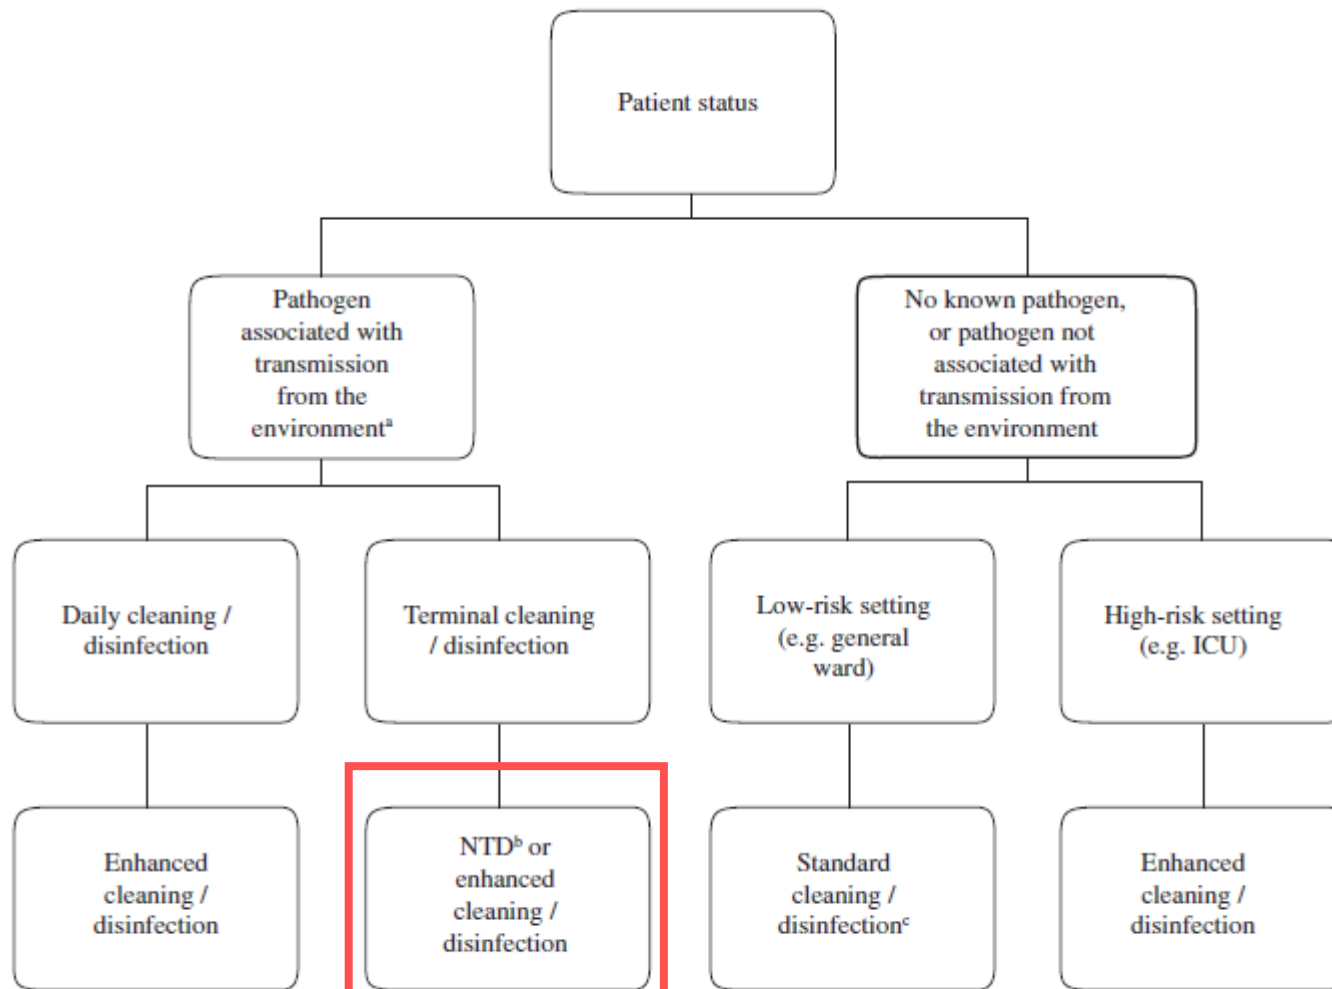 Patient status
Pathogen
associated with
transmission
from the
environmentᵃ
No known pathogen,
or pathogen not
associated with
transmission from
the environment
Daily cleaning /
disinfection
Terminal cleaning
/ disinfection
Low-risk setting
(e.g. general
ward)
High-risk setting
(e.g. ICU)
Enhanced
cleaning /
disinfection
NTDᵇ or
enhanced
cleaning /
disinfection
Standard
cleaning /
disinfectionᶜ
Enhanced
cleaning /
disinfection